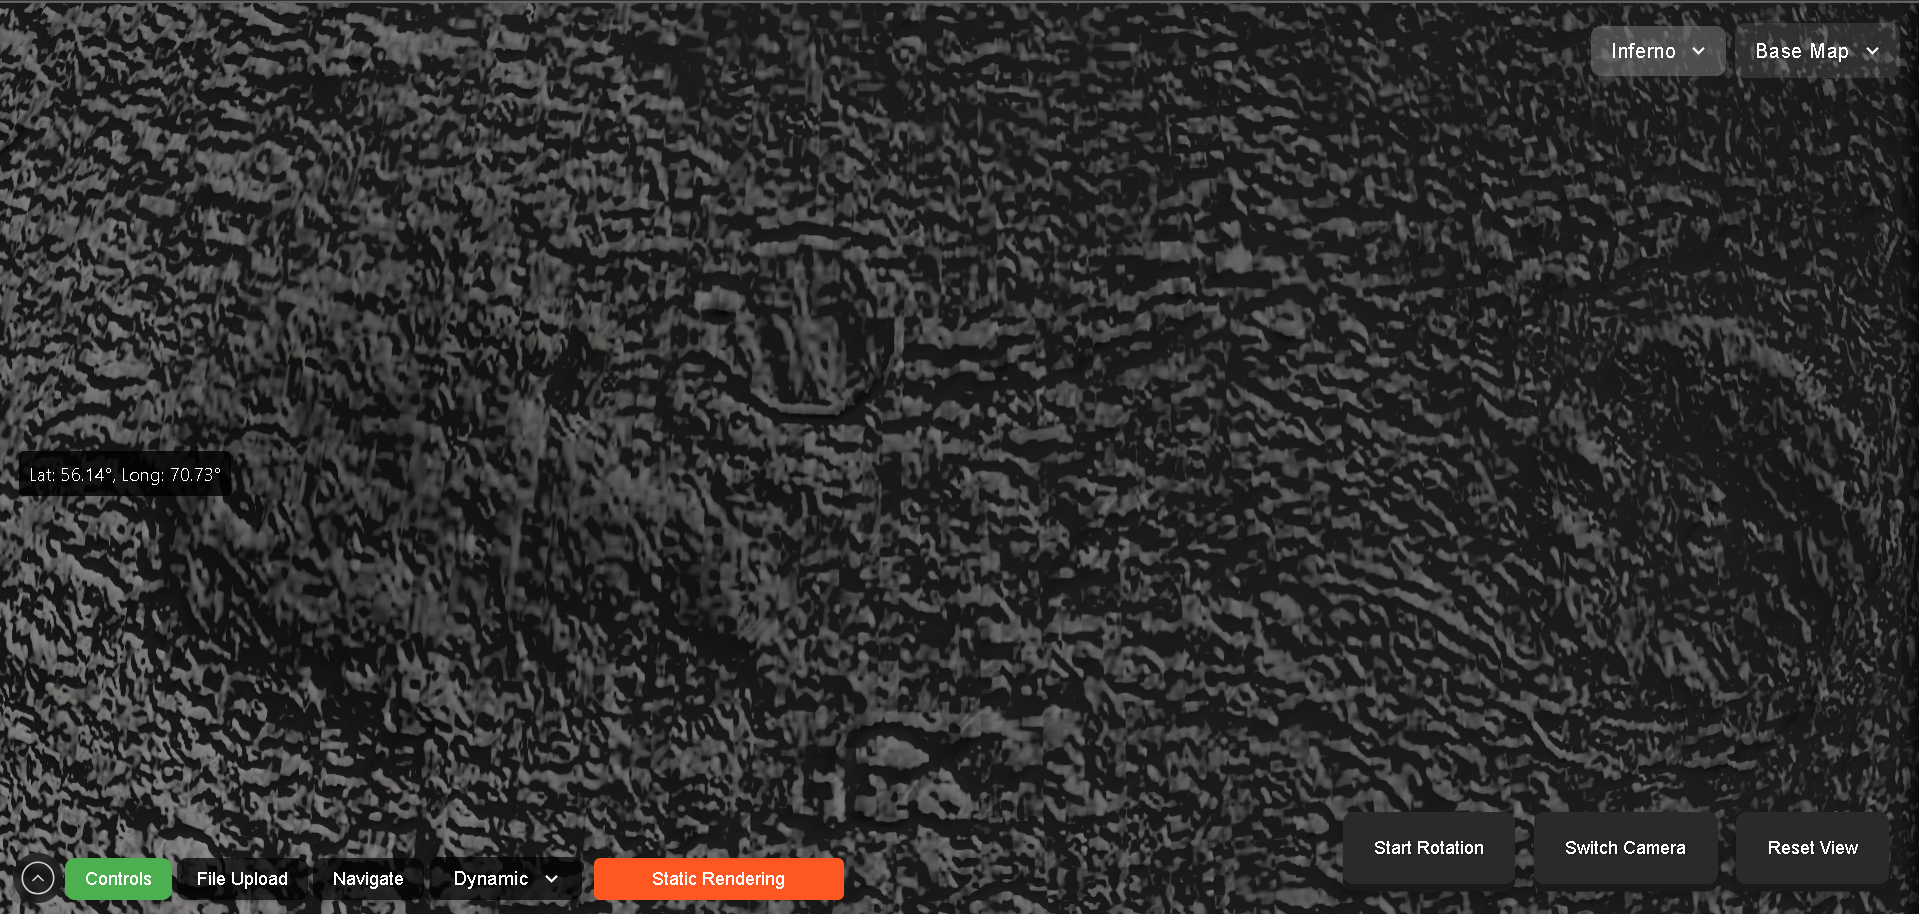 Inferno
Base Map
Lat: 56.14°, Long: 70.73°
Start Rotation
Switch Camera
Reset View
Controls
File Upload
Navigate
Dynamic
Static Rendering